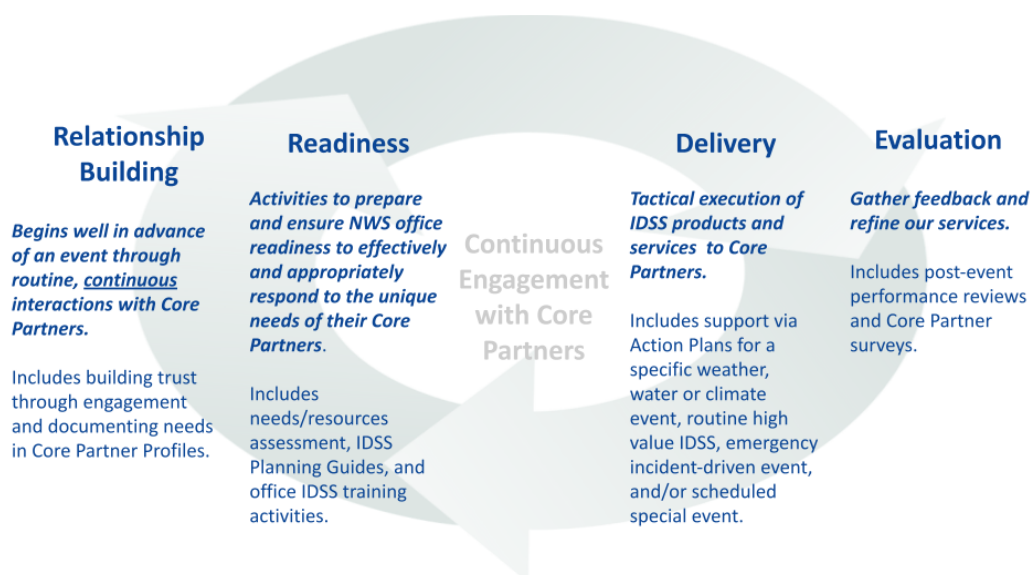 Relationship
Building
Begins well in advance
of an event through
routine, continuous
interactions with Core
Partners.
Includes building trust
through engagement
and documenting needs
in Core Partner Profiles.
Readiness
Activities to prepare
and ensure NWS office
readiness to effectively
and appropriately
respond to the unique
needs of their Core
Partners.
Includes
needs/resources
assessment, IDSS
Planning Guides, and
office IDSS training
activities.
Continuous
Engagement
with Core
Partners
Delivery
Tactical execution of
IDSS products and
services to Core
Partners.
Includes support via
Action Plans for a
specific weather,
water or climate
event, routine high
value IDSS, emergency
incident-driven event,
and/or scheduled
special event.
Evaluation
Gather feedback and
refine our services.
Includes post-event
performance reviews
and Core Partner
surveys.